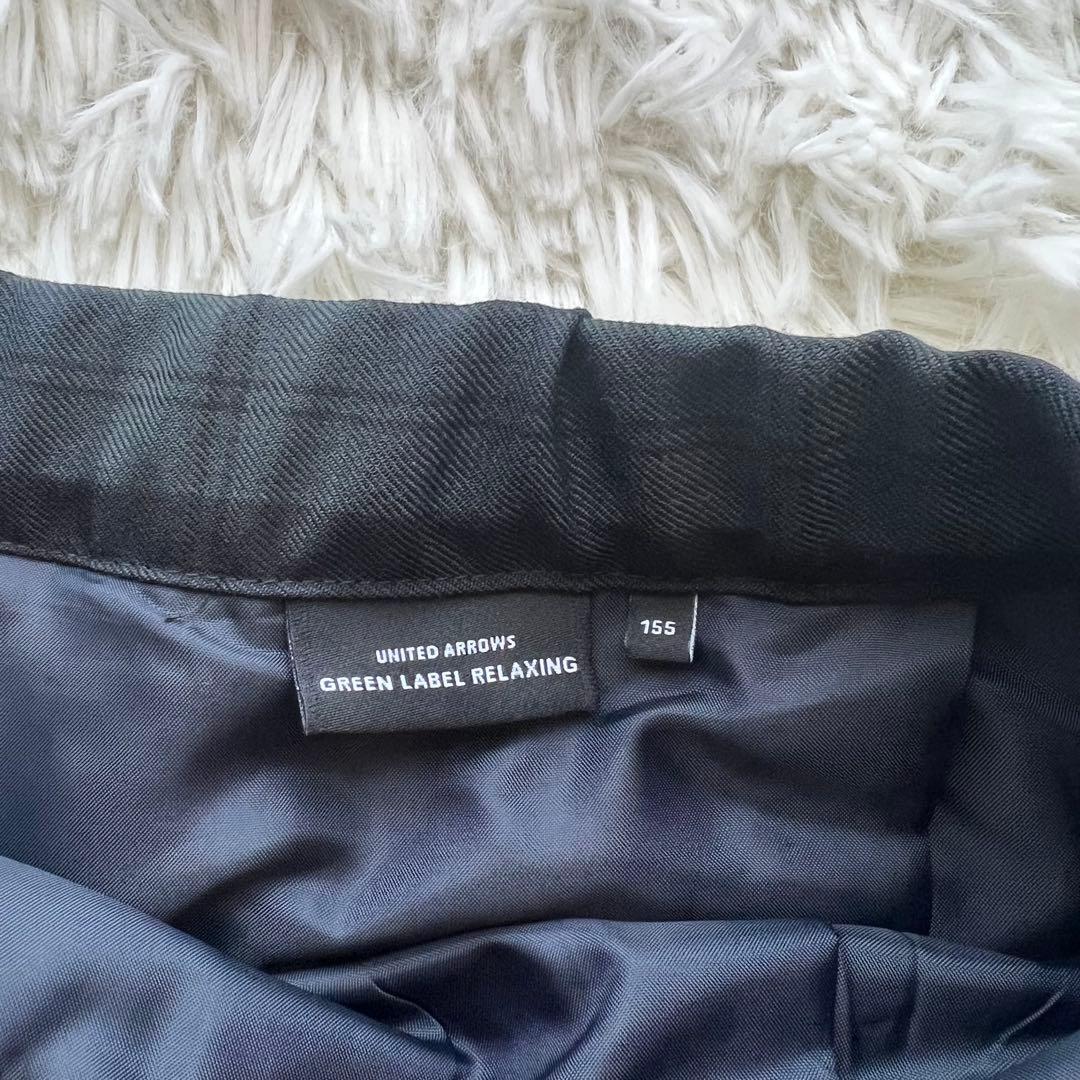 UNITED ARROWS
GREEN LABEL RELAXING
155